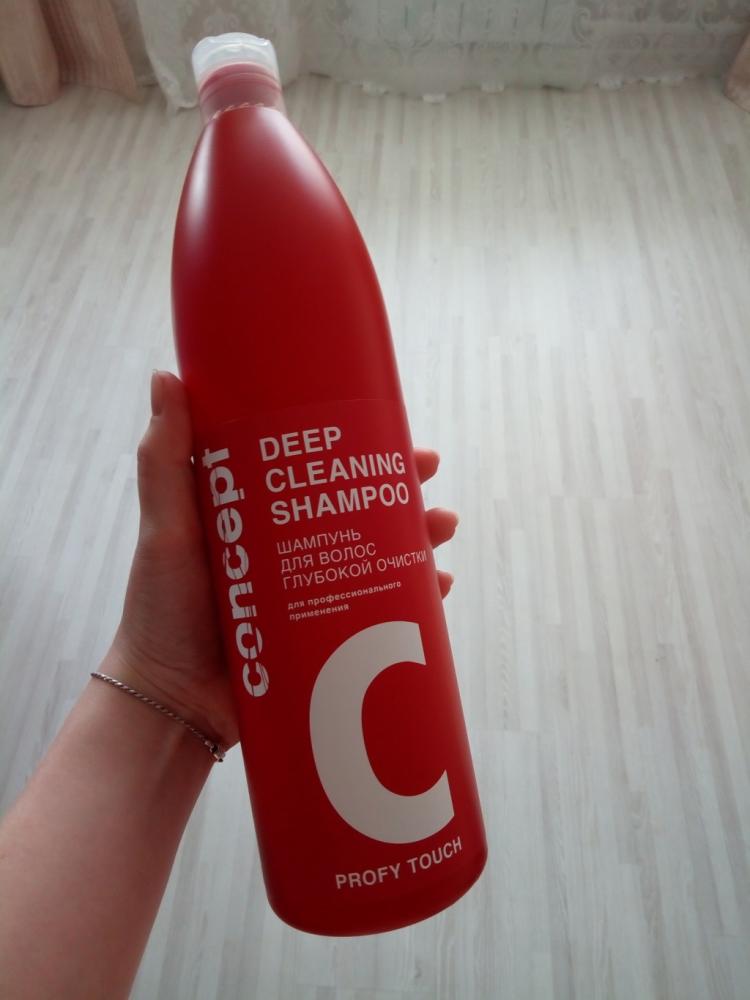 concept
DEEP
CLEANING
SHAMPOO
ШАМПУНЬ
ДЛЯ ВОЛОС
ГЛУБОКОЙ ОЧИСТКИ
для профессионального
применения
C
PROFY TOUCH